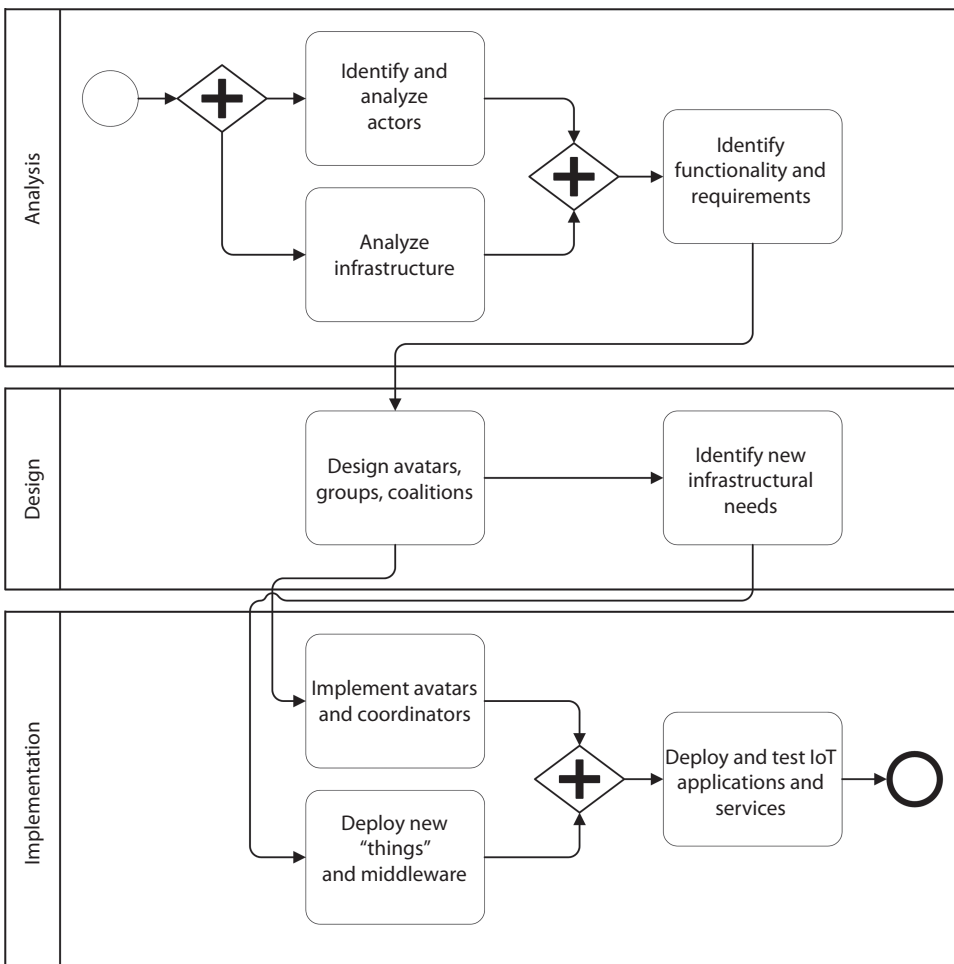 Analysis
Identify and
analyze
actors
Analyze
infrastructure
Identify
functionality and
requirements
Design
Design avatars,
groups, coalitions
Identify new
infrastructural
needs
Implementation
Implement avatars
and coordinators
Deploy new
“things”
and middleware
Deploy and test IoT
applications and
services